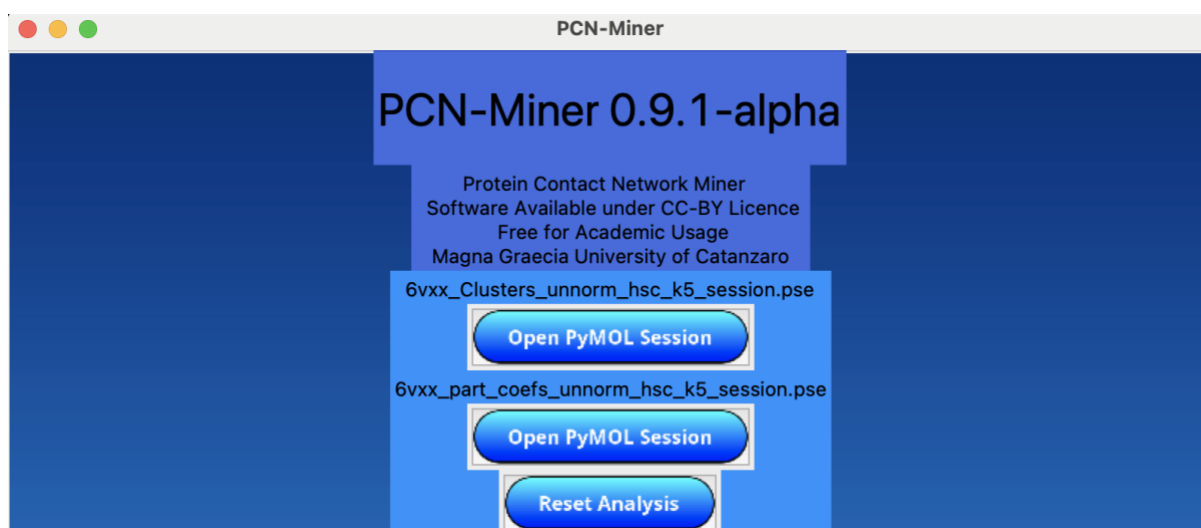 PCN-Miner
PCN-Miner 0.9.1-alpha
Protein Contact Network Miner
Software Available under CC-BY Licence
Free for Academic Usage
Magna Graecia University of Catanzaro
6vxx_Clusters_unnorm_hsc_k5_session.pse
Open PyMOL Session
6vxx_part_coefs_unnorm_hsc_k5_session.pse
Open PyMOL Session
Reset Analysis